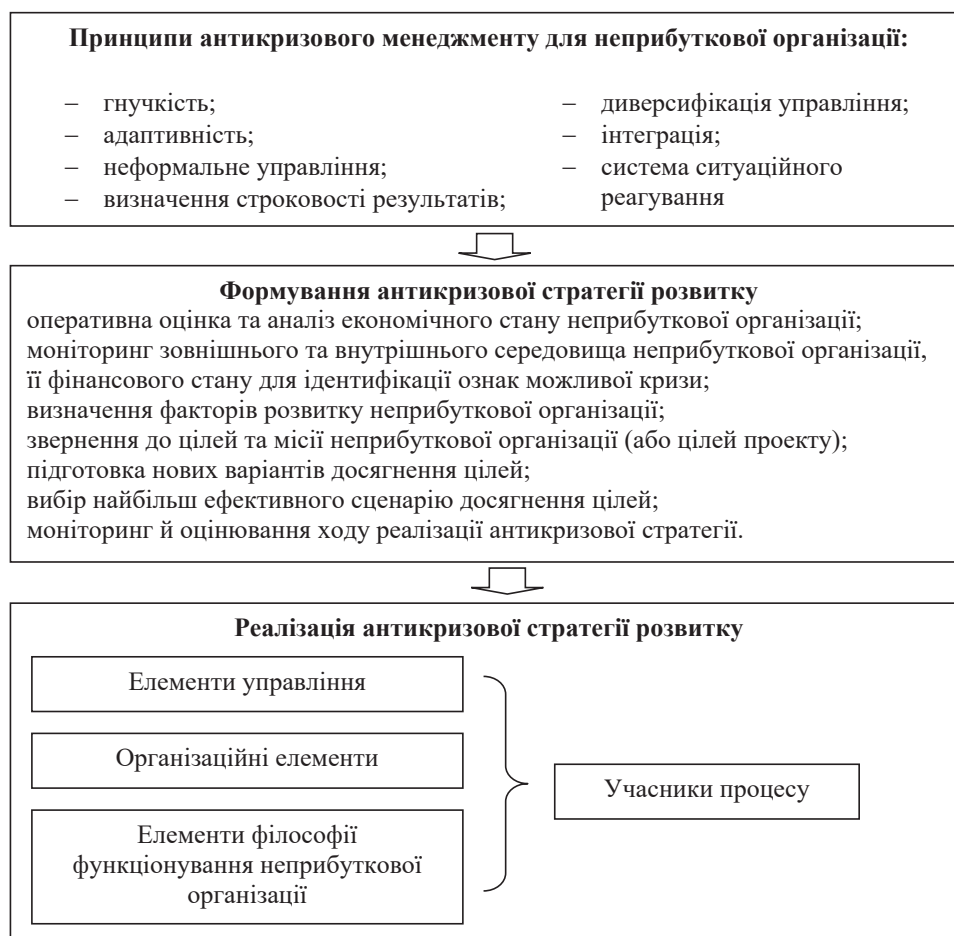 Принципи антикризового менеджменту для неприбуткової організації:
– гнучкість;
– адаптивність;
– неформальне управління;
– визначення строковості результатів;
– диверсифікація управління;
– інтеграція;
– система ситуаційного
реагування
Формування антикризової стратегії розвитку
оперативна оцінка та аналіз економічного стану неприбуткової організації;
моніторинг зовнішнього та внутрішнього середовища неприбуткової організації,
її фінансового стану для ідентифікації ознак можливої кризи;
визначення факторів розвитку неприбуткової організації;
звернення до цілей та місії неприбуткової організації (або цілей проекту);
підготовка нових варіантів досягнення цілей;
вибір найбільш ефективного сценарію досягнення цілей;
моніторинг й оцінювання ходу реалізації антикризової стратегії.
Реалізація антикризової стратегії розвитку
Елементи управління
Організаційні елементи
Елементи філософії
функціонування неприбуткової
організації
Учасники процесу